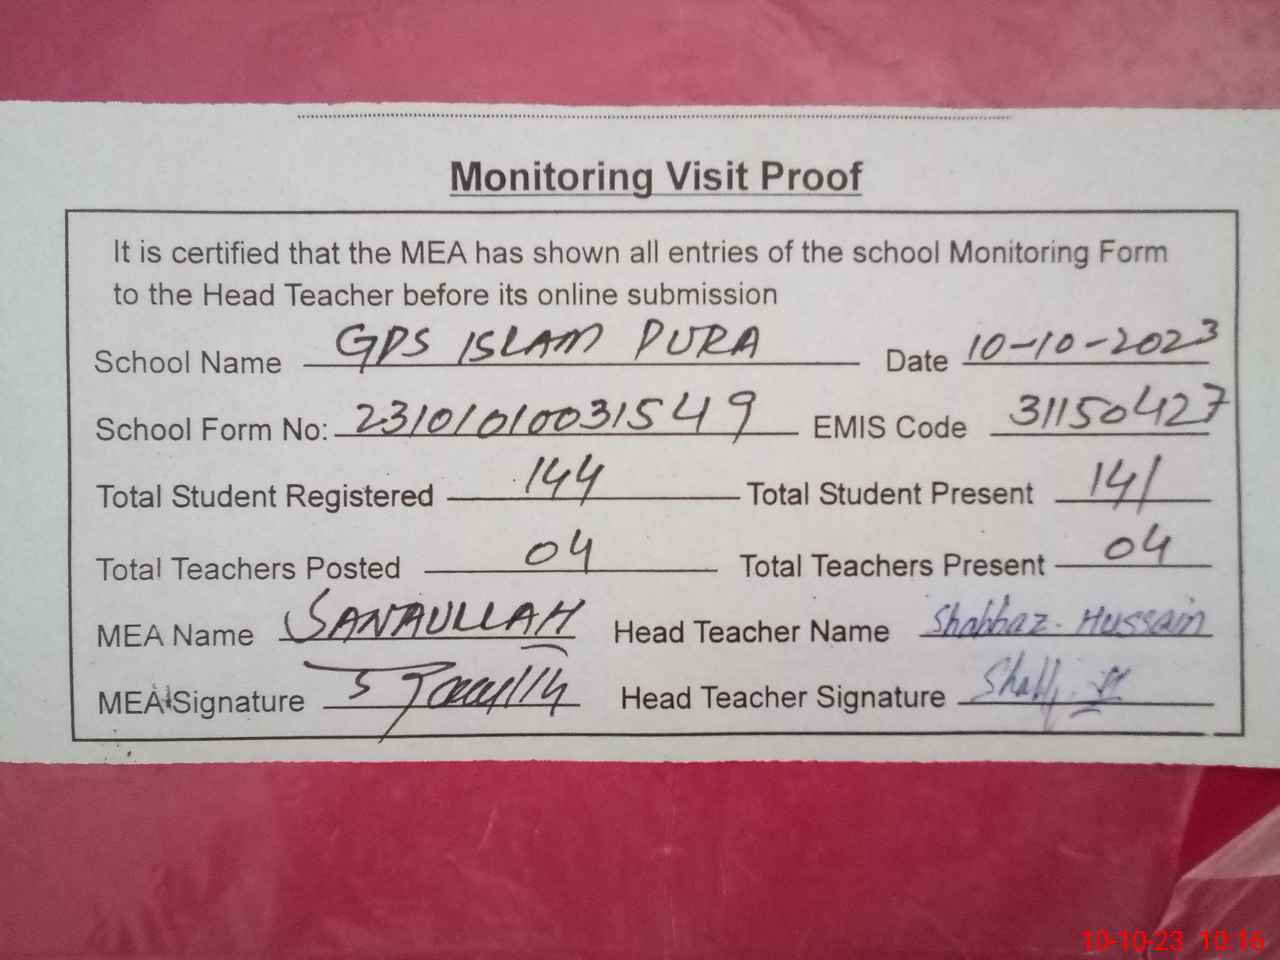 Monitoring Visit Proof
It is certified that the MEA has shown all entries of the school Monitoring Form
to the Head Teacher before its online submission
School Name GPS ISLAM PURA Date 10-10-2023
School Form No: 23101010031549 EMIS Code 31150427
Total Student Registered 144 Total Student Present 141
Total Teachers Posted 04 Total Teachers Present 04
MEA Name SANAULLAH Head Teacher Name Shahbaz. Hussain
MEA Signature Head Teacher Signature
10-10-23 10:16